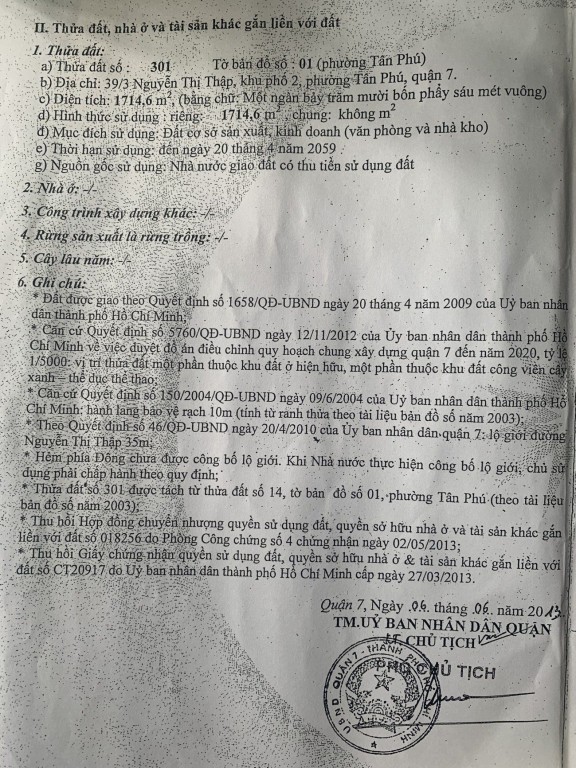 II. Thửa đất, nhà ở và tài sản khác gắn liền với đất
1. Thửa đất:
a) Thửa đất số : 301 Tờ bản đồ số : 01 (phường Tân Phú)
b) Địa chỉ: 39/3 Nguyễn Thị Thập, khu phố 2, phường Tân Phú, quận 7.
c) Diện tích: 1714,6 m², (bằng chữ: Một ngàn bảy trăm mười bốn phẩy sáu mét vuông)
d) Hình thức sử dụng : riêng: 1714,6 m² chung: không m²
đ) Mục đích sử dụng: Đất cơ sở sản xuất, kinh doanh (văn phòng và nhà kho)
e) Thời hạn sử dụng: đến ngày 20 tháng 4 năm 2059
g) Nguồn gốc sử dụng: Nhà nước giao đất có thu tiền sử dụng đất
2. Nhà ở: -/-
3. Công trình xây dựng khác: -/-
4. Rừng sản xuất là rừng trồng: -/-
5. Cây lâu năm: -/-
6. Ghi chú:
* Đất được giao theo Quyết định số 1658/QĐ-UBND ngày 20 tháng 4 năm 2009 của Uỷ ban nhân
dân thành phố Hồ Chí Minh;
* Căn cứ Quyết định số 5760/QĐ-UBND ngày 12/11/2012 của Ủy ban nhân dân thành phố Hồ
Chí Minh về việc duyệt đồ án điều chỉnh quy hoạch chung xây dựng quận 7 đến năm 2020, tỷ lệ
1/5000: vị trí thửa đất một phần thuộc khu đất ở hiện hữu, một phần thuộc khu đất công viên cây
xanh – thể dục thể thao;
* Căn cứ Quyết định số 150/2004/QĐ-UB ngày 09/6/2004 của Uỷ ban nhân dân thành phố Hồ
Chí Minh: hành lang bảo vệ rạch 10m (tính từ ranh thửa theo tài liệu bản đồ số năm 2003);
* Theo Quyết định số 46/QĐ-UBND ngày 20/4/2010 của Ủy ban nhân dân quận 7: lộ giới đường
Nguyễn Thị Thập 35m;
* Hẻm phía Đông chưa được công bố lộ giới. Khi Nhà nước thực hiện công bố lộ giới, chủ sử
dụng phải chấp hành theo quy định;
* Thửa đất số 301 được tách từ thửa đất số 14, tờ bản đồ số 01, phường Tân Phú (theo tài liệu
bản đồ số năm 2003);
* Thu hồi Hợp đồng chuyển nhượng quyền sử dụng đất, quyền sở hữu nhà ở và tài sản khác gắn
liền với đất số 018256 do Phòng Công chứng số 4 chứng nhận ngày 02/05/2013;
* Thu hồi Giấy chứng nhận quyền sử dụng đất, quyền sở hữu nhà ở & tài sản khác gắn liền với
đất số CT20917 do Uỷ ban nhân dân thành phố Hồ Chí Minh cấp ngày 27/03/2013.
Quận 7, Ngày 06 tháng 06 năm 2013
TM.UỶ BAN NHÂN DÂN QUẬN
KT CHỦ TỊCH
PHÓ CHỦ TỊCH
U.B.N.D QUẬN 7 - THÀNH PHỐ HỒ CHÍ MINH